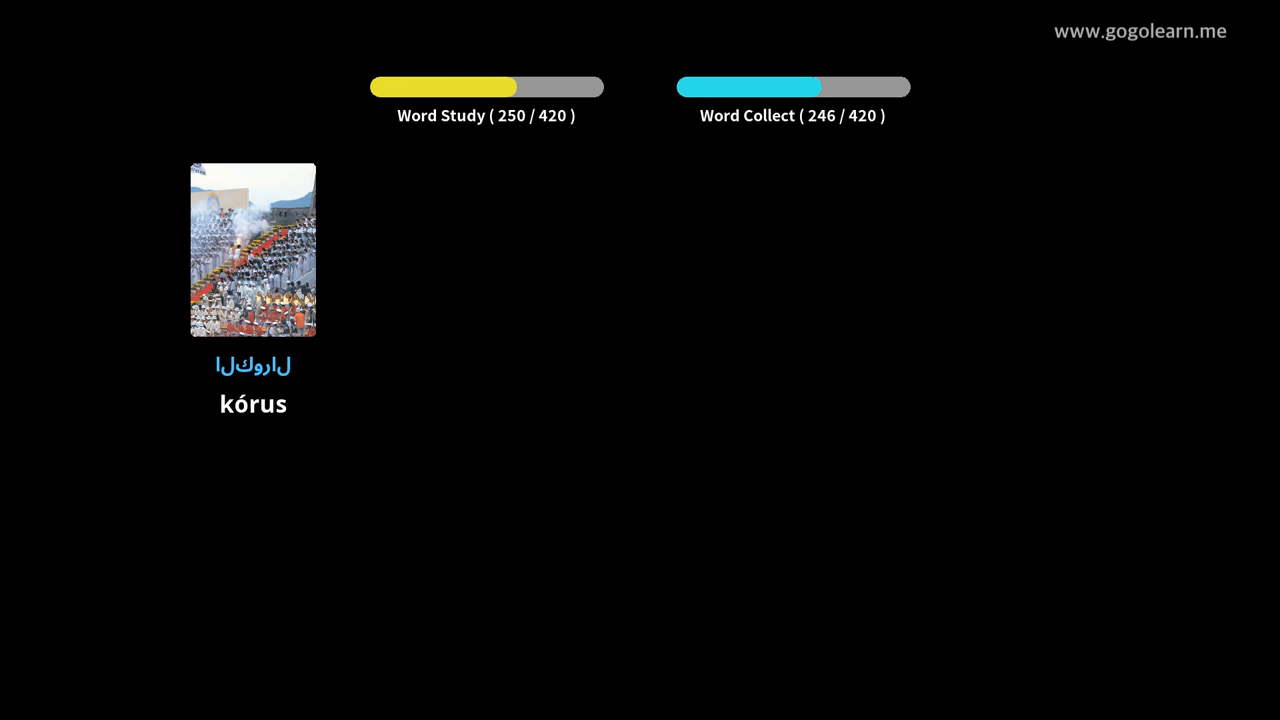 www.gogolearn.me
Word Study ( 250 / 420 )
Word Collect ( 246 / 420 )
الكورال
kórus